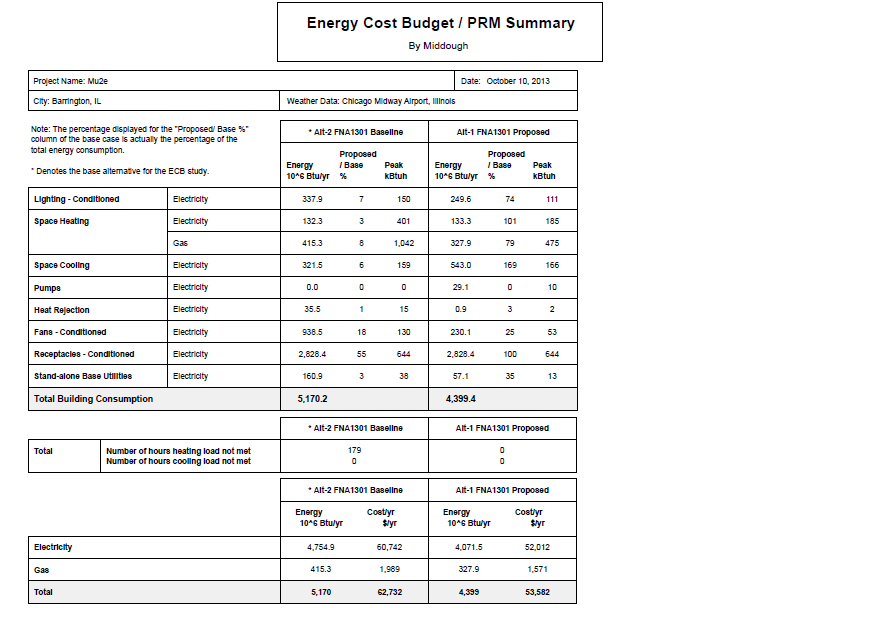 Energy Cost Budget / PRM Summary
By Middough
Project Name: Mu2e
Date: October 10, 2013
City: Barrington, IL
Weather Data: Chicago Midway Airport, Illinois
Note: The percentage displayed for the "Proposed/ Base %"
column of the base case is actually the percentage of the
total energy consumption.
* Denotes the base alternative for the ECB study.
* Alt-2 FNA1301 Baseline Alt-1 FNA1301 Proposed
Proposed Proposed
Energy / Base Peak Energy / Base Peak
10^6 Btu/yr % kBtuh 10^6 Btu/yr % kBtuh
Lighting - Conditioned Electricity 337.9 7 150 249.6 74 111
Space Heating Electricity 132.3 3 401 133.3 101 185
Gas 415.3 8 1,042 327.9 79 475
Space Cooling Electricity 321.5 6 159 543.0 169 166
Pumps Electricity 0.0 0 0 29.1 0 10
Heat Rejection Electricity 35.5 1 15 0.9 3 2
Fans - Conditioned Electricity 938.5 18 130 230.1 25 53
Receptacles - Conditioned Electricity 2,828.4 55 644 2,828.4 100 644
Stand-alone Base Utilities Electricity 160.9 3 38 57.1 35 13
Total Building Consumption 5,170.2 4,399.4
* Alt-2 FNA1301 Baseline Alt-1 FNA1301 Proposed
Total Number of hours heating load not met 179 0
Number of hours cooling load not met 0 0
* Alt-2 FNA1301 Baseline Alt-1 FNA1301 Proposed
Energy Cost/yr Energy Cost/yr
10^6 Btu/yr $/yr 10^6 Btu/yr $/yr
Electricity 4,754.9 60,742 4,071.5 52,012
Gas 415.3 1,989 327.9 1,571
Total 5,170 62,732 4,399 53,582